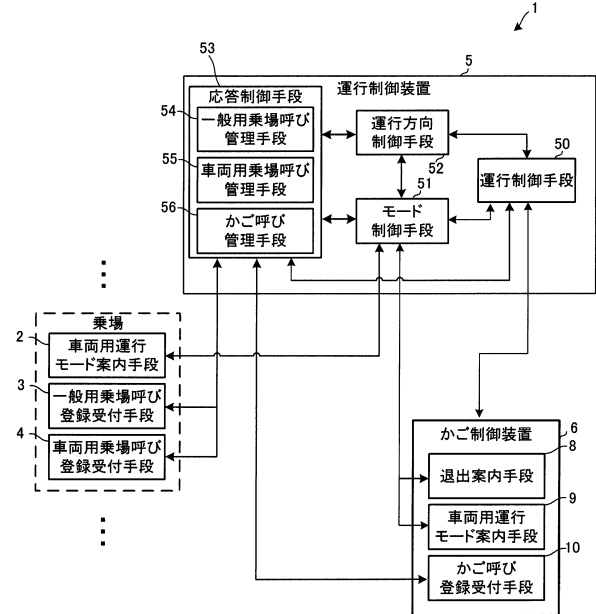 1
53
5
応答制御手段
運行制御装置
54
一般用乗場呼び
管理手段
運行方向
制御手段
52
50
運行制御手段
55
車両用乗場呼び
管理手段
51
モード
制御手段
56
かご呼び
管理手段
乗場
2
車両用運行
モード案内手段
3
一般用乗場呼び
登録受付手段
4
車両用乗場呼び
登録受付手段
かご制御装置
6
8
退出案内手段
9
車両用運行
モード案内手段
10
かご呼び
登録受付手段